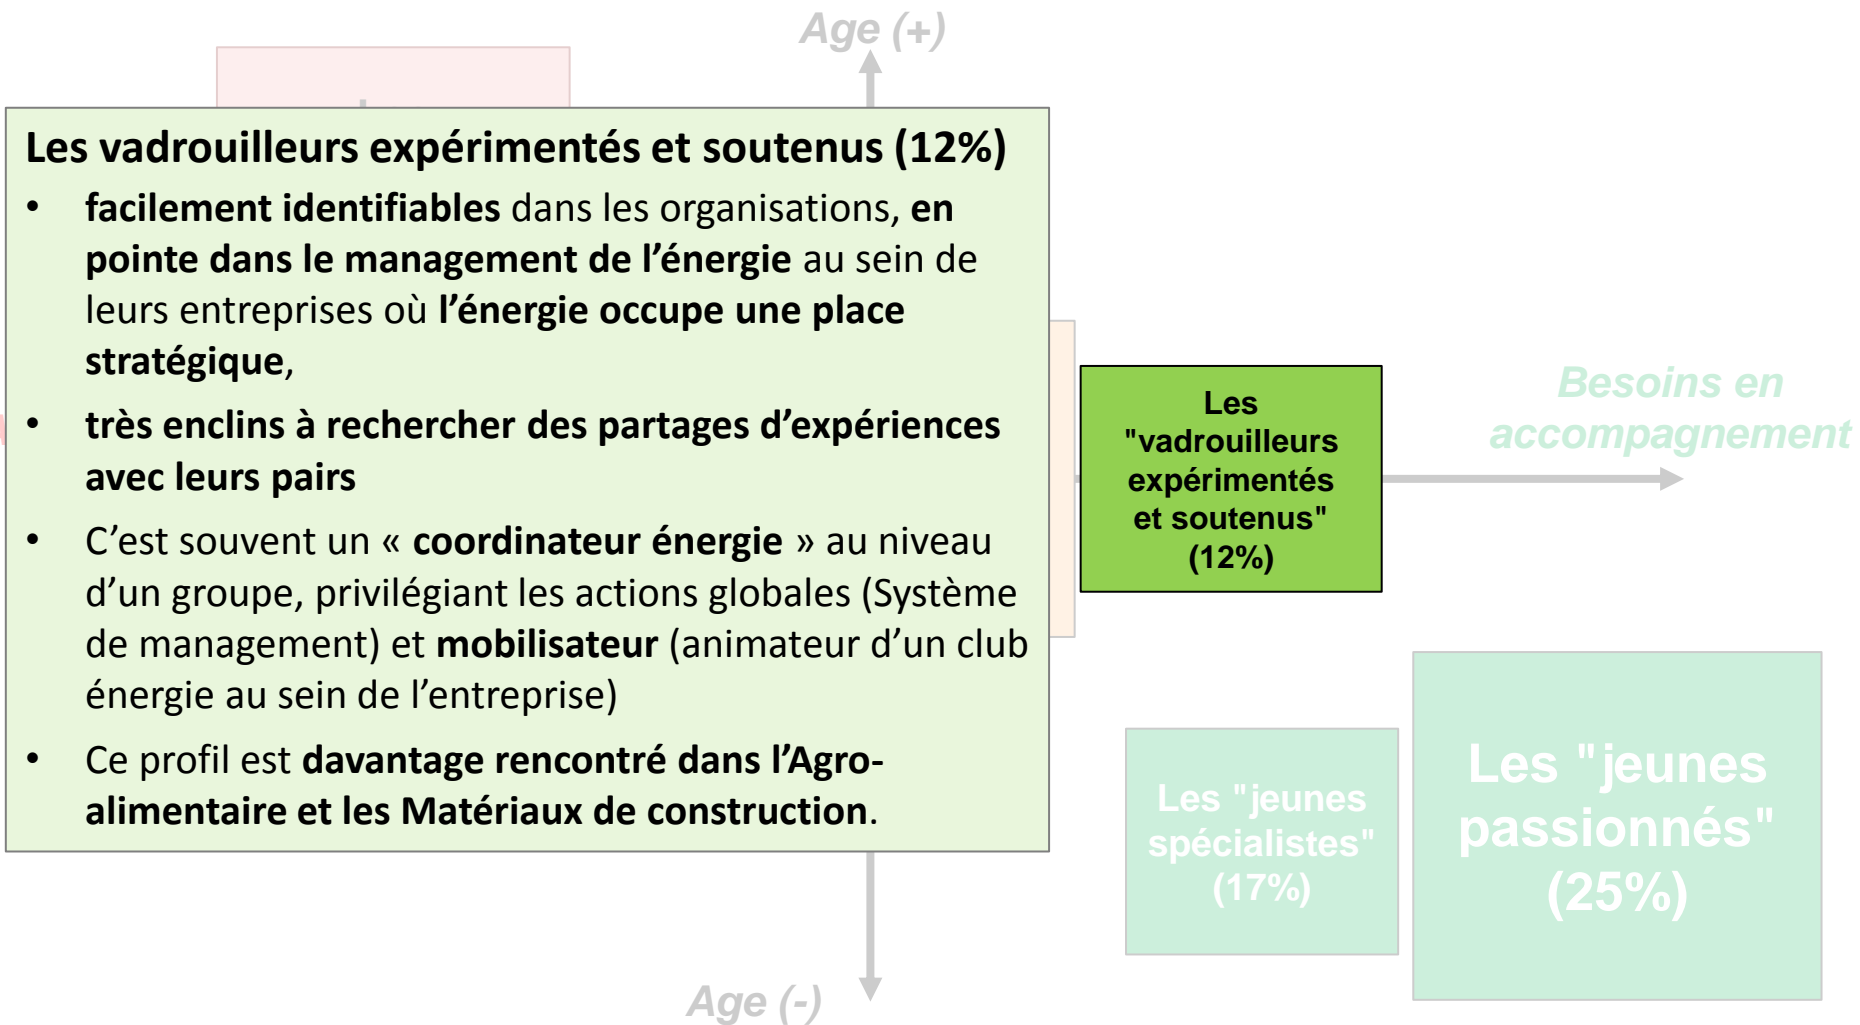 Age (+)
Les vadrouilleurs expérimentés et soutenus (12%)
• facilement identifiables dans les organisations, en
pointe dans le management de l’énergie au sein de
leurs entreprises où l’énergie occupe une place
stratégique,
• très enclins à rechercher des partages d’expériences
avec leurs pairs
• C’est souvent un « coordinateur énergie » au niveau
d’un groupe, privilégiant les actions globales (Système
de management) et mobilisateur (animateur d’un club
énergie au sein de l’entreprise)
• Ce profil est davantage rencontré dans l’Agro-
alimentaire et les Matériaux de construction.
Les
"vadrouilleurs
expérimentés
et soutenus"
(12%)
Besoins en
accompagnement
Les "jeunes
spécialistes"
(17%)
Les "jeunes
passionnés"
(25%)
Age (-)